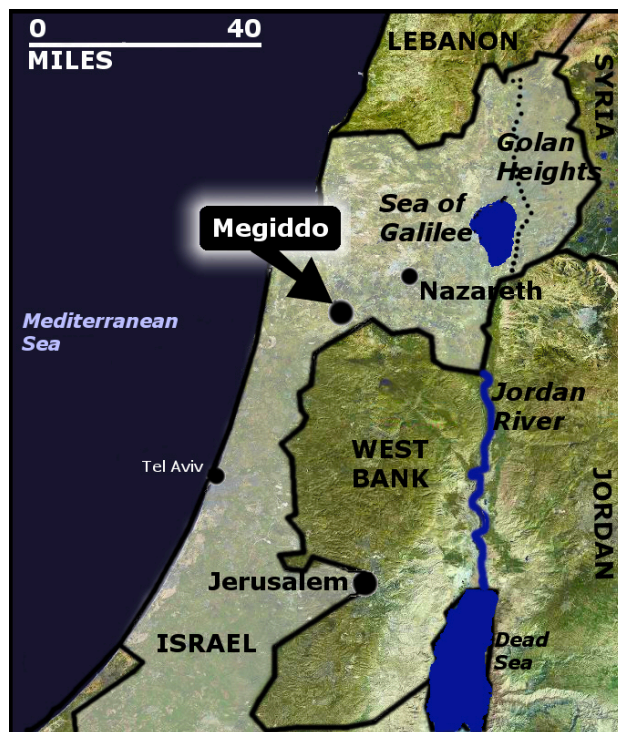 0 40
MILES
LEBANON
SYRIA
Golan
Heights
Sea of
Galilee
Megiddo
Nazareth
Mediterranean
Sea
Jordan
River
WEST
BANK
Tel Aviv
JORDAN
Jerusalem
ISRAEL
Dead
Sea